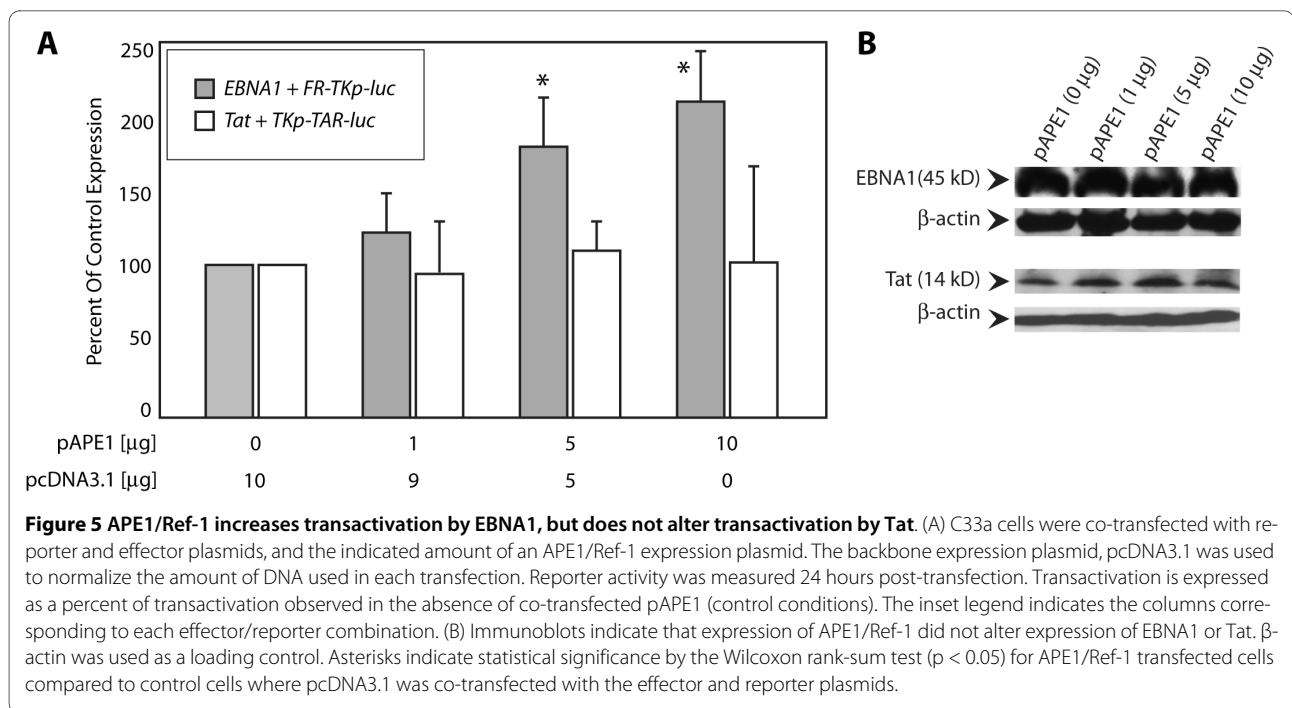 A
B
250
200
150
100
50
0
Percent Of Control Expression
EBNA1 + FR-TKp-luc
Tat + TKp-TAR-luc
*
*
pAPE1 [µg] 0 1 5 10
pcDNA3.1 [µg] 10 9 5 0
pAPE1 (0 µg)
pAPE1 (1 µg)
pAPE1 (5 µg)
pAPE1 (10 µg)
EBNA1(45 kD)
β-actin
Tat (14 kD)
β-actin
Figure 5 APE1/Ref-1 increases transactivation by EBNA1, but does not alter transactivation by Tat. (A) C33a cells were co-transfected with re-
porter and effector plasmids, and the indicated amount of an APE1/Ref-1 expression plasmid. The backbone expression plasmid, pcDNA3.1 was used
to normalize the amount of DNA used in each transfection. Reporter activity was measured 24 hours post-transfection. Transactivation is expressed
as a percent of transactivation observed in the absence of co-transfected pAPE1 (control conditions). The inset legend indicates the columns corre-
sponding to each effector/reporter combination. (B) Immunoblots indicate that expression of APE1/Ref-1 did not alter expression of EBNA1 or Tat. β-
actin was used as a loading control. Asterisks indicate statistical significance by the Wilcoxon rank-sum test (p < 0.05) for APE1/Ref-1 transfected cells
compared to control cells where pcDNA3.1 was co-transfected with the effector and reporter plasmids.